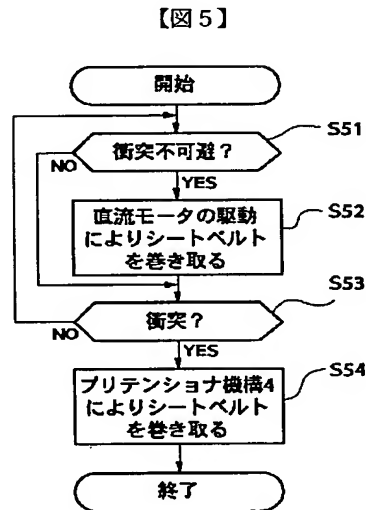 【図5】
開始
衝突不可避？
S51
NO
YES
直流モータの駆動
によりシートベルト
を巻き取る
S52
衝突？
S53
NO
YES
プリテンショナ機構4
によりシートベルト
を巻き取る
S54
終了